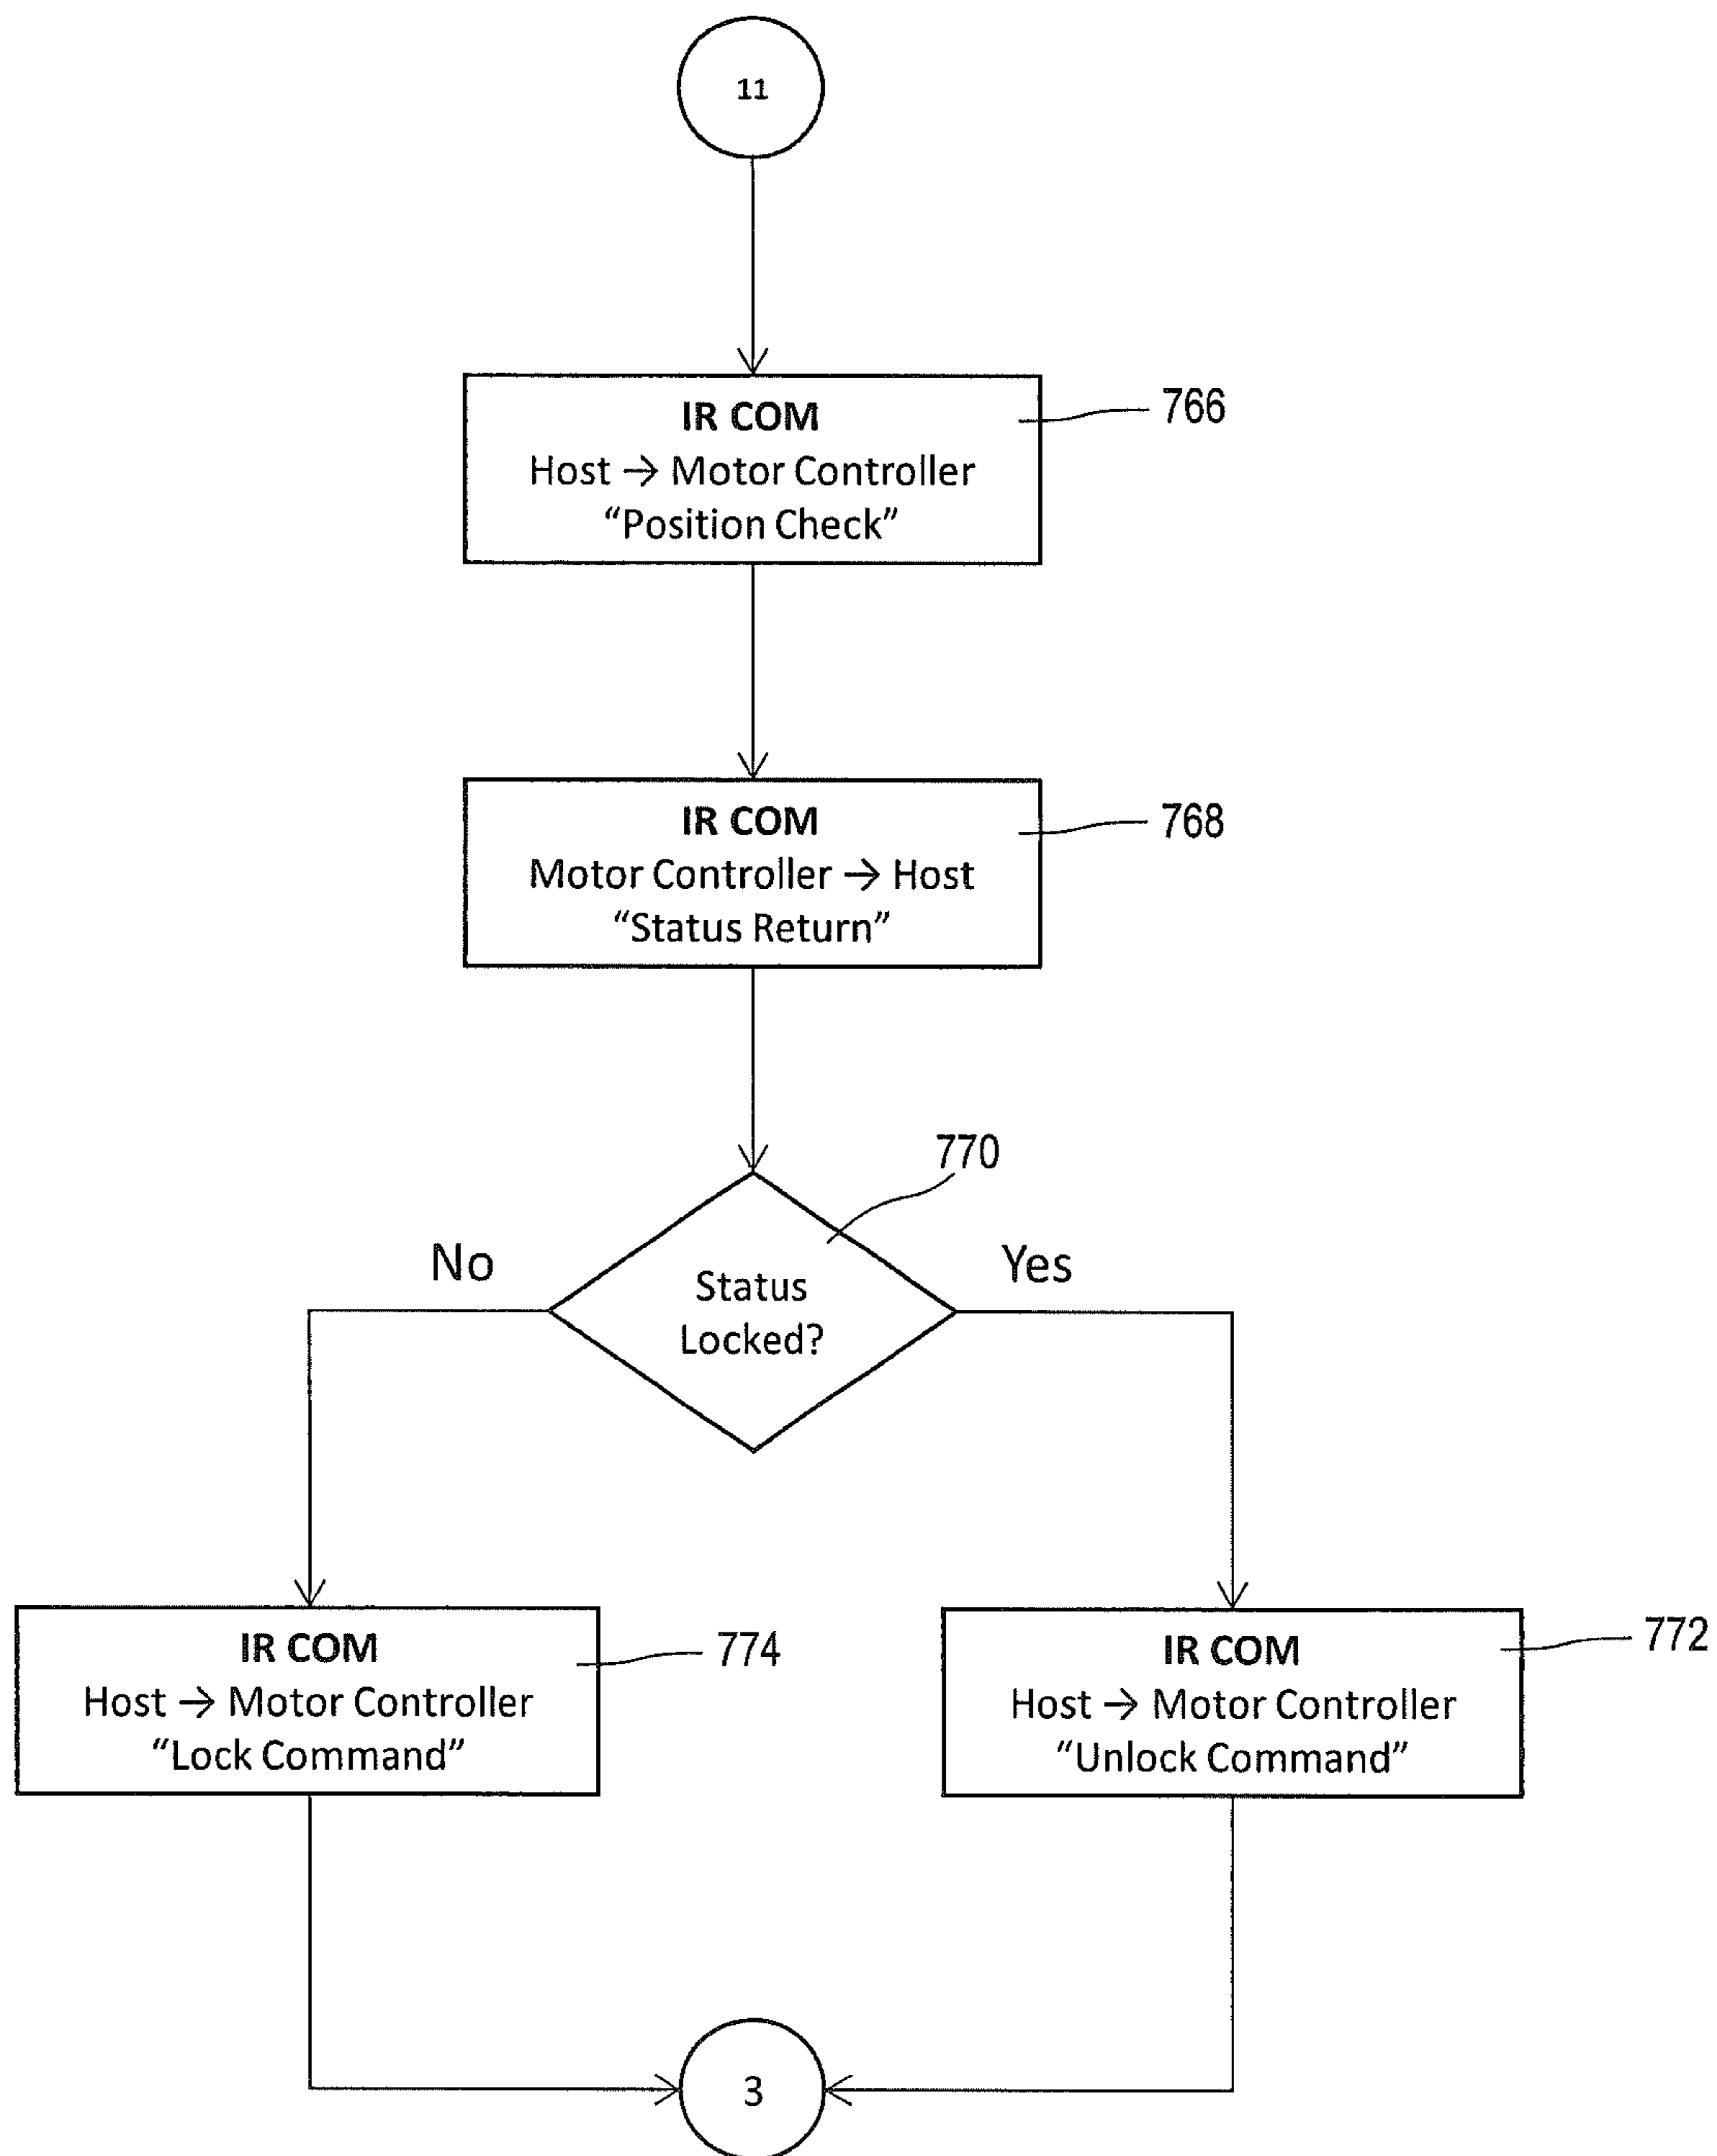 11
IR COM
Host → Motor Controller
“Position Check”
766
IR COM
Motor Controller → Host
“Status Return”
768
770
No
Yes
Status
Locked?
IR COM
Host → Motor Controller
“Lock Command”
774
IR COM
Host → Motor Controller
“Unlock Command”
772
3